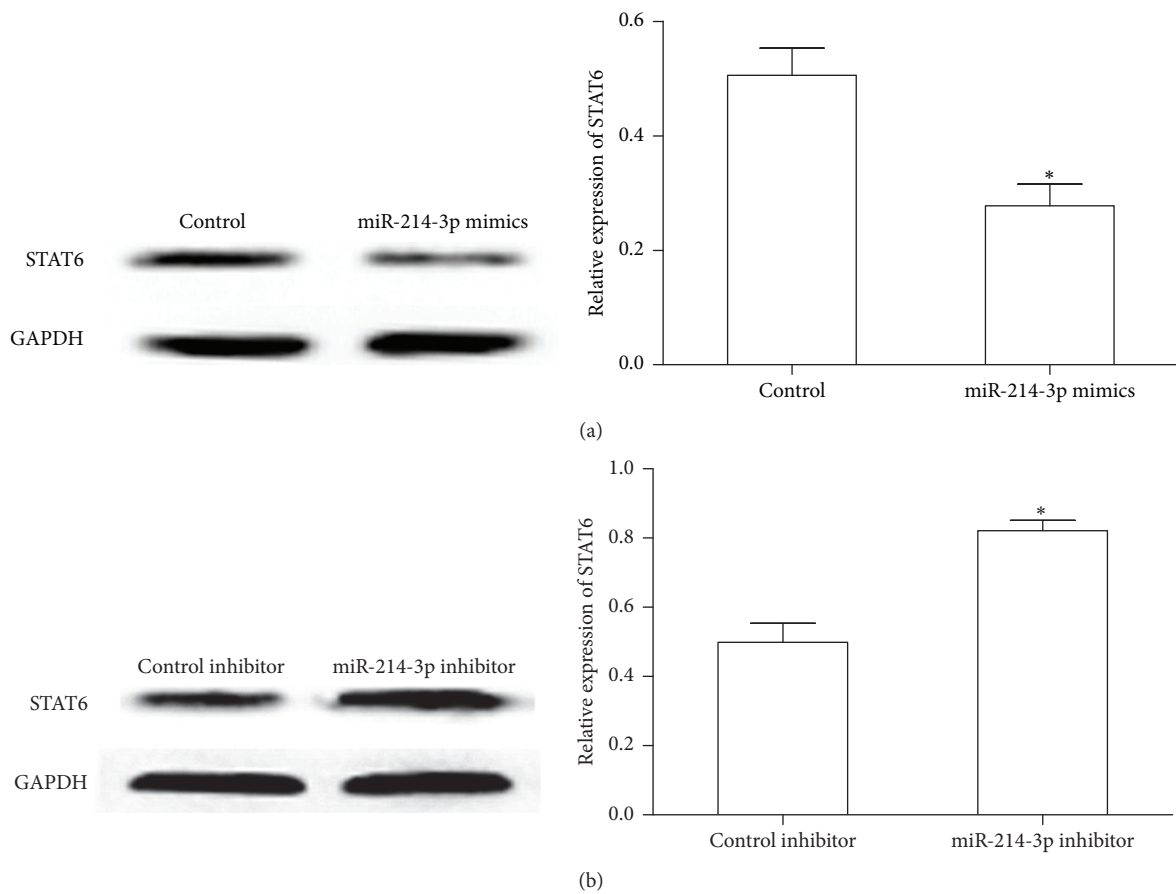 Control miR-214-3p mimics
STAT6
GAPDH
Relative expression of STAT6
0.6
0.4
0.2
0.0
*
Control miR-214-3p mimics
(a)
Control inhibitor miR-214-3p inhibitor
STAT6
GAPDH
Relative expression of STAT6
1.0
0.8
0.6
0.4
0.2
0.0
*
Control inhibitor miR-214-3p inhibitor
(b)